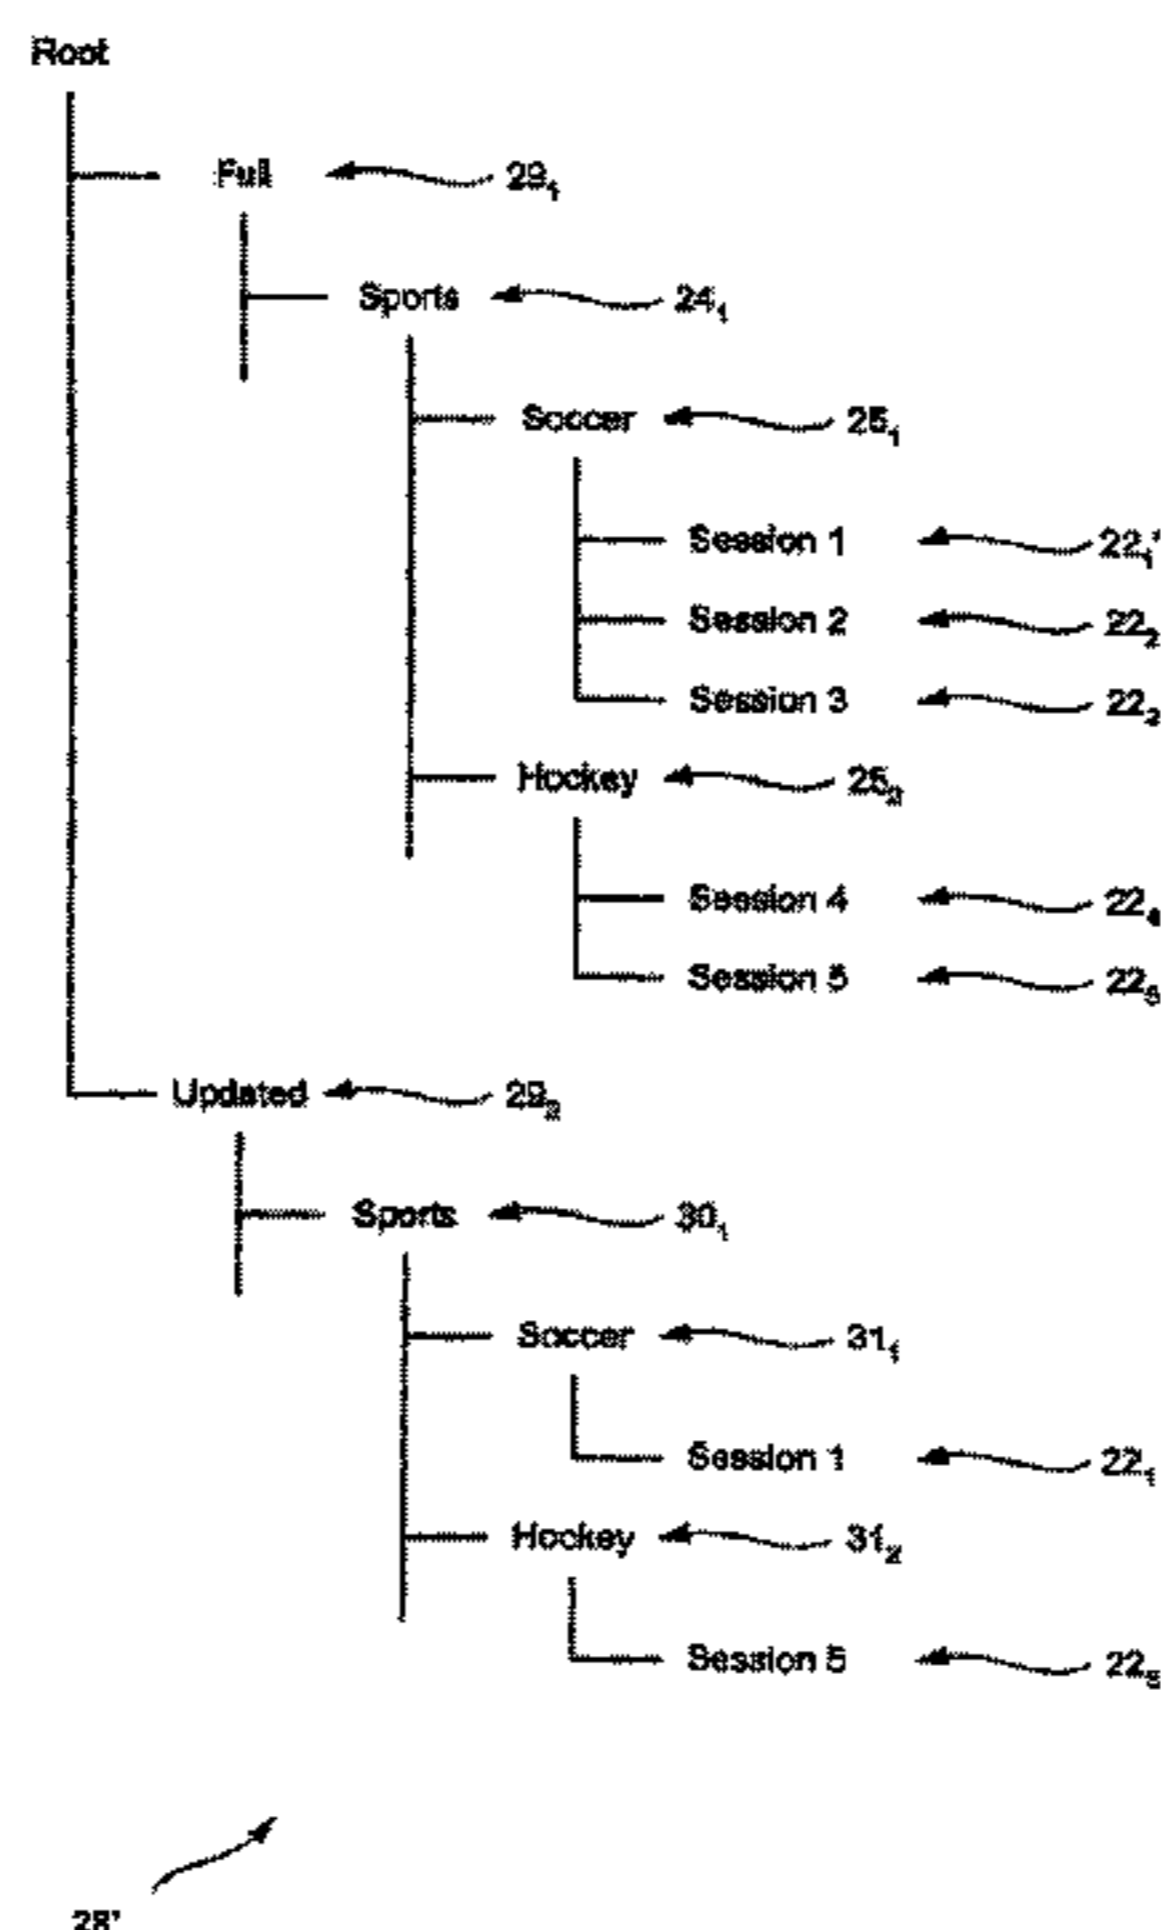 Root
Full 29₁
Sports 24₁
Soccer 25₁
Session 1 22₁'
Session 2 22₂
Session 3 22₃
Hockey 25₂
Session 4 22₄
Session 5 22₅
Updated 29₂
Sports 30₁
Soccer 31₁
Session 1 22₁
Hockey 31₂
Session 5 22₅
28'